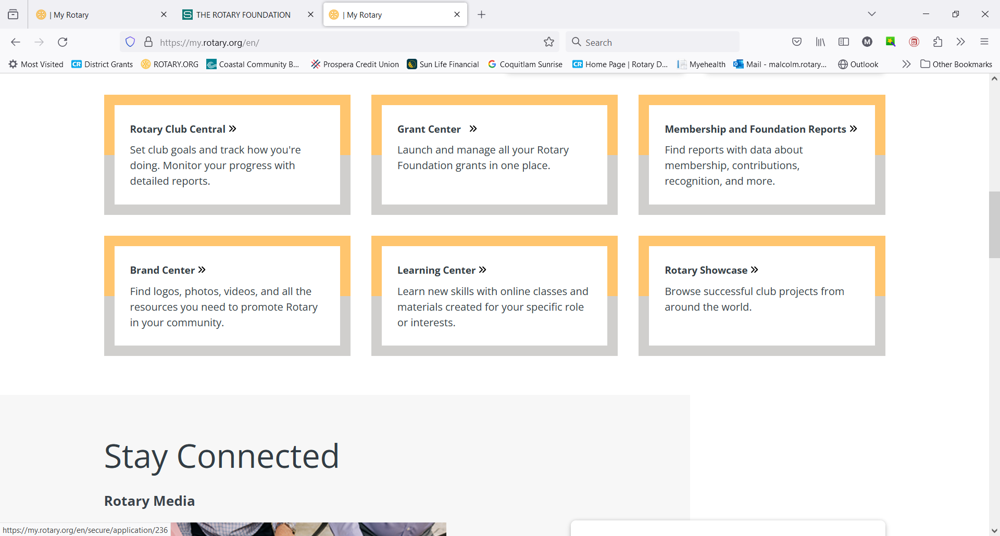 | My Rotary
THE ROTARY FOUNDATION
| My Rotary
https://my.rotary.org/en/
Search
Most Visited
District Grants
ROTARY.ORG
Coastal Community B...
Prospera Credit Union
Sun Life Financial
Coquitlam Sunrise
Home Page | Rotary D...
Myehealth
Mail - malcolm.rotary...
Outlook
Other Bookmarks
Rotary Club Central »
Set club goals and track how you're
doing. Monitor your progress with
detailed reports.
Grant Center »
Launch and manage all your Rotary
Foundation grants in one place.
Membership and Foundation Reports »
Find reports with data about
membership, contributions,
recognition, and more.
Brand Center »
Find logos, photos, videos, and all the
resources you need to promote Rotary
in your community.
Learning Center »
Learn new skills with online classes and
materials created for your specific role
or interests.
Rotary Showcase »
Browse successful club projects from
around the world.
Stay Connected
Rotary Media
https://my.rotary.org/en/secure/application/236